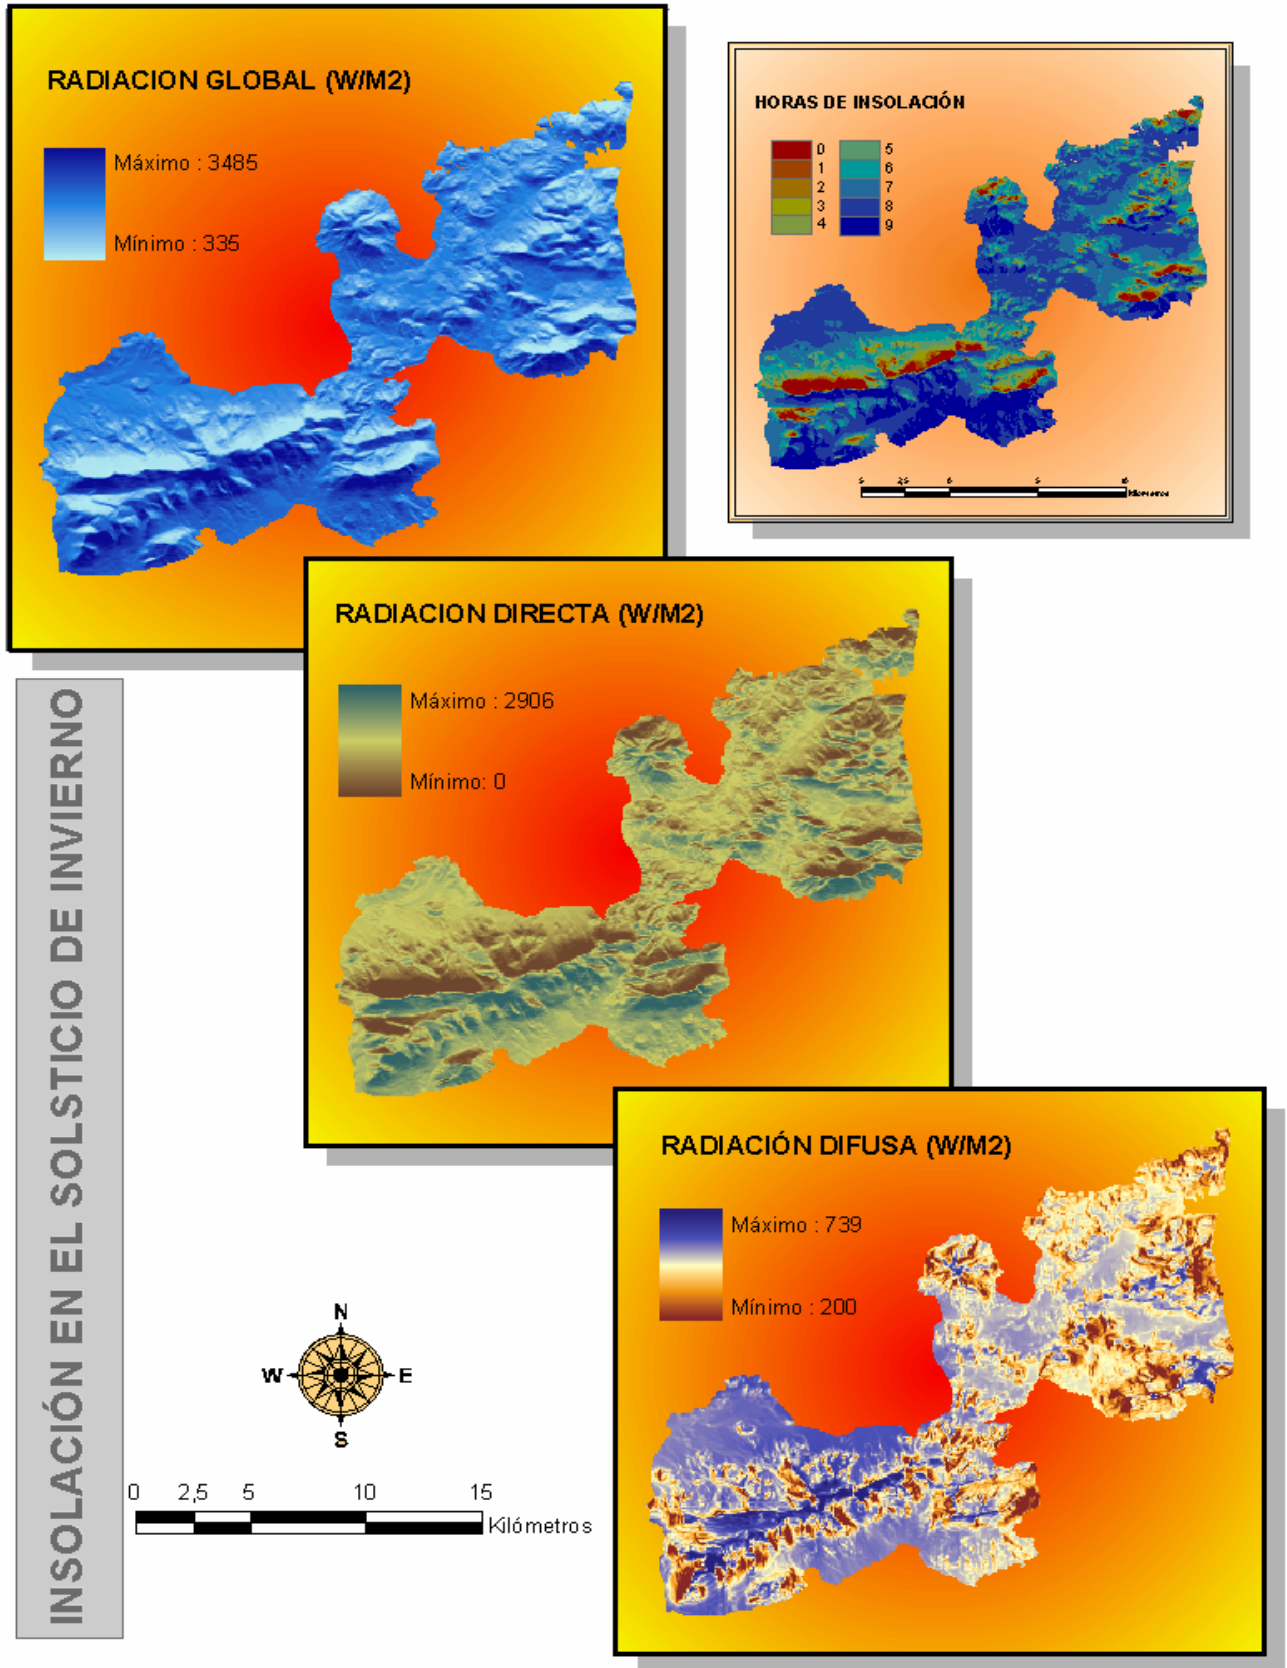 RADIACION GLOBAL (W/M2)
Máximo : 3485
Mínimo : 335
HORAS DE INSOLACIÓN
0 5
1 6
2 7
3 8
4 9
RADIACION DIRECTA (W/M2)
Máximo : 2906
Mínimo: 0
RADIACIÓN DIFUSA (W/M2)
Máximo : 739
Mínimo : 200
INSOLACIÓN EN EL SOLSTICIO DE INVIERNO
N
W E
S
0 2,5 5 10 15
Kilómetros